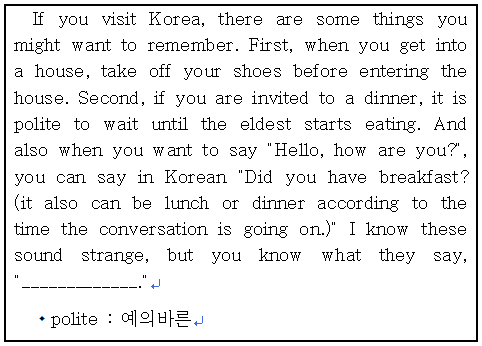 If you visit Korea, there are some things you
might want to remember. First, when you get into
a house, take off your shoes before entering the
house. Second, if you are invited to a dinner, it is
polite to wait until the eldest starts eating. And
also when you want to say "Hello, how are you?",
you can say in Korean "Did you have breakfast?
(it also can be lunch or dinner according to the
time the conversation is going on.)" I know these
sound strange, but you know what they say,
"_____________."↵
• polite : 예의바른↵